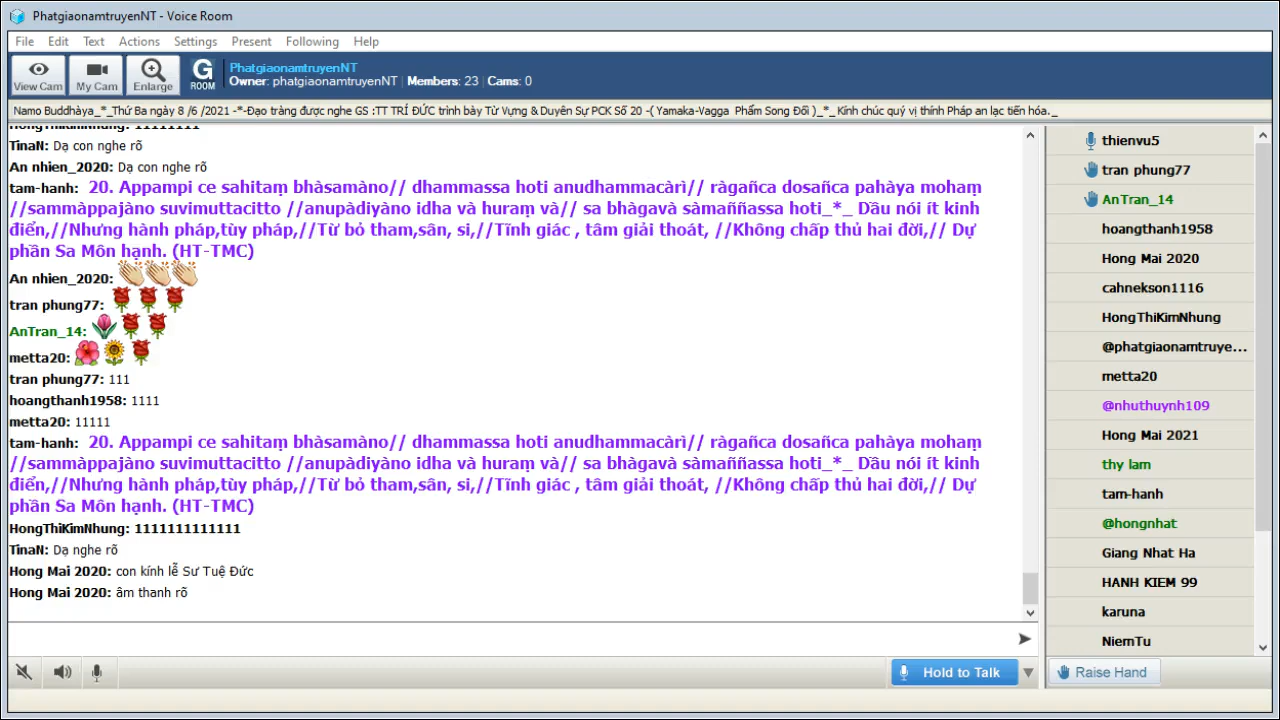 PhatgiaonamtruyenNT - Voice Room
File Edit Text Actions Settings Present Following Help
View Cam My Cam Enlarge G ROOM
PhatgiaonamtruyenNT
Owner: phatgiaonamtruyenNT | Members: 23 | Cams: 0
Namo Buddhàya_*_Thứ Ba ngày 8 /6 /2021 -*-Đạo tràng được nghe GS :TT TRÍ ĐỨC trình bày Từ Vựng & Duyên Sự PCK Số 20 -( Yamaka-Vagga  Phẩm Song Đối )_*_ Kính chúc quý vị thính Pháp an lạc tiến hóa._
HongThiKimNhung: 11111111
TinaN: Dạ con nghe rõ
An nhien_2020: Dạ con nghe rõ
tam-hanh: 20. Appampi ce sahitaṃ bhàsamàno// dhammassa hoti anudhammacàrì// ràgañca dosañca pahàya mohaṃ
//sammàppajàno suvimuttacitto //anupàdiyàno idha và huraṃ và// sa bhàgavà sàmaññassa hoti_*_ Dầu nói ít kinh
điển,//Nhưng hành pháp,tùy pháp,//Từ bỏ tham,sân, si,//Tĩnh giác , tâm giải thoát, //Không chấp thủ hai đời,// Dự
phần Sa Môn hạnh. (HT-TMC)
An nhien_2020:
tran phung77:
AnTran_14:
metta20:
tran phung77: 111
hoangthanh1958: 1111
metta20: 11111
tam-hanh: 20. Appampi ce sahitaṃ bhàsamàno// dhammassa hoti anudhammacàrì// ràgañca dosañca pahàya mohaṃ
//sammàppajàno suvimuttacitto //anupàdiyàno idha và huraṃ và// sa bhàgavà sàmaññassa hoti_*_ Dầu nói ít kinh
điển,//Nhưng hành pháp,tùy pháp,//Từ bỏ tham,sân, si,//Tĩnh giác , tâm giải thoát, //Không chấp thủ hai đời,// Dự
phần Sa Môn hạnh. (HT-TMC)
HongThiKimNhung: 1111111111111
TinaN: Dạ nghe rõ
Hong Mai 2020: con kính lễ Sư Tuệ Đức
Hong Mai 2020: âm thanh rõ
Hold to Talk
thienvu5
tran phung77
AnTran_14
hoangthanh1958
Hong Mai 2020
cahnekson1116
HongThiKimNhung
@phatgiaonamtruye...
metta20
@nhuthuynh109
Hong Mai 2021
thy lam
tam-hanh
@hongnhat
Giang Nhat Ha
HANH KIEM 99
karuna
NiemTu
Raise Hand